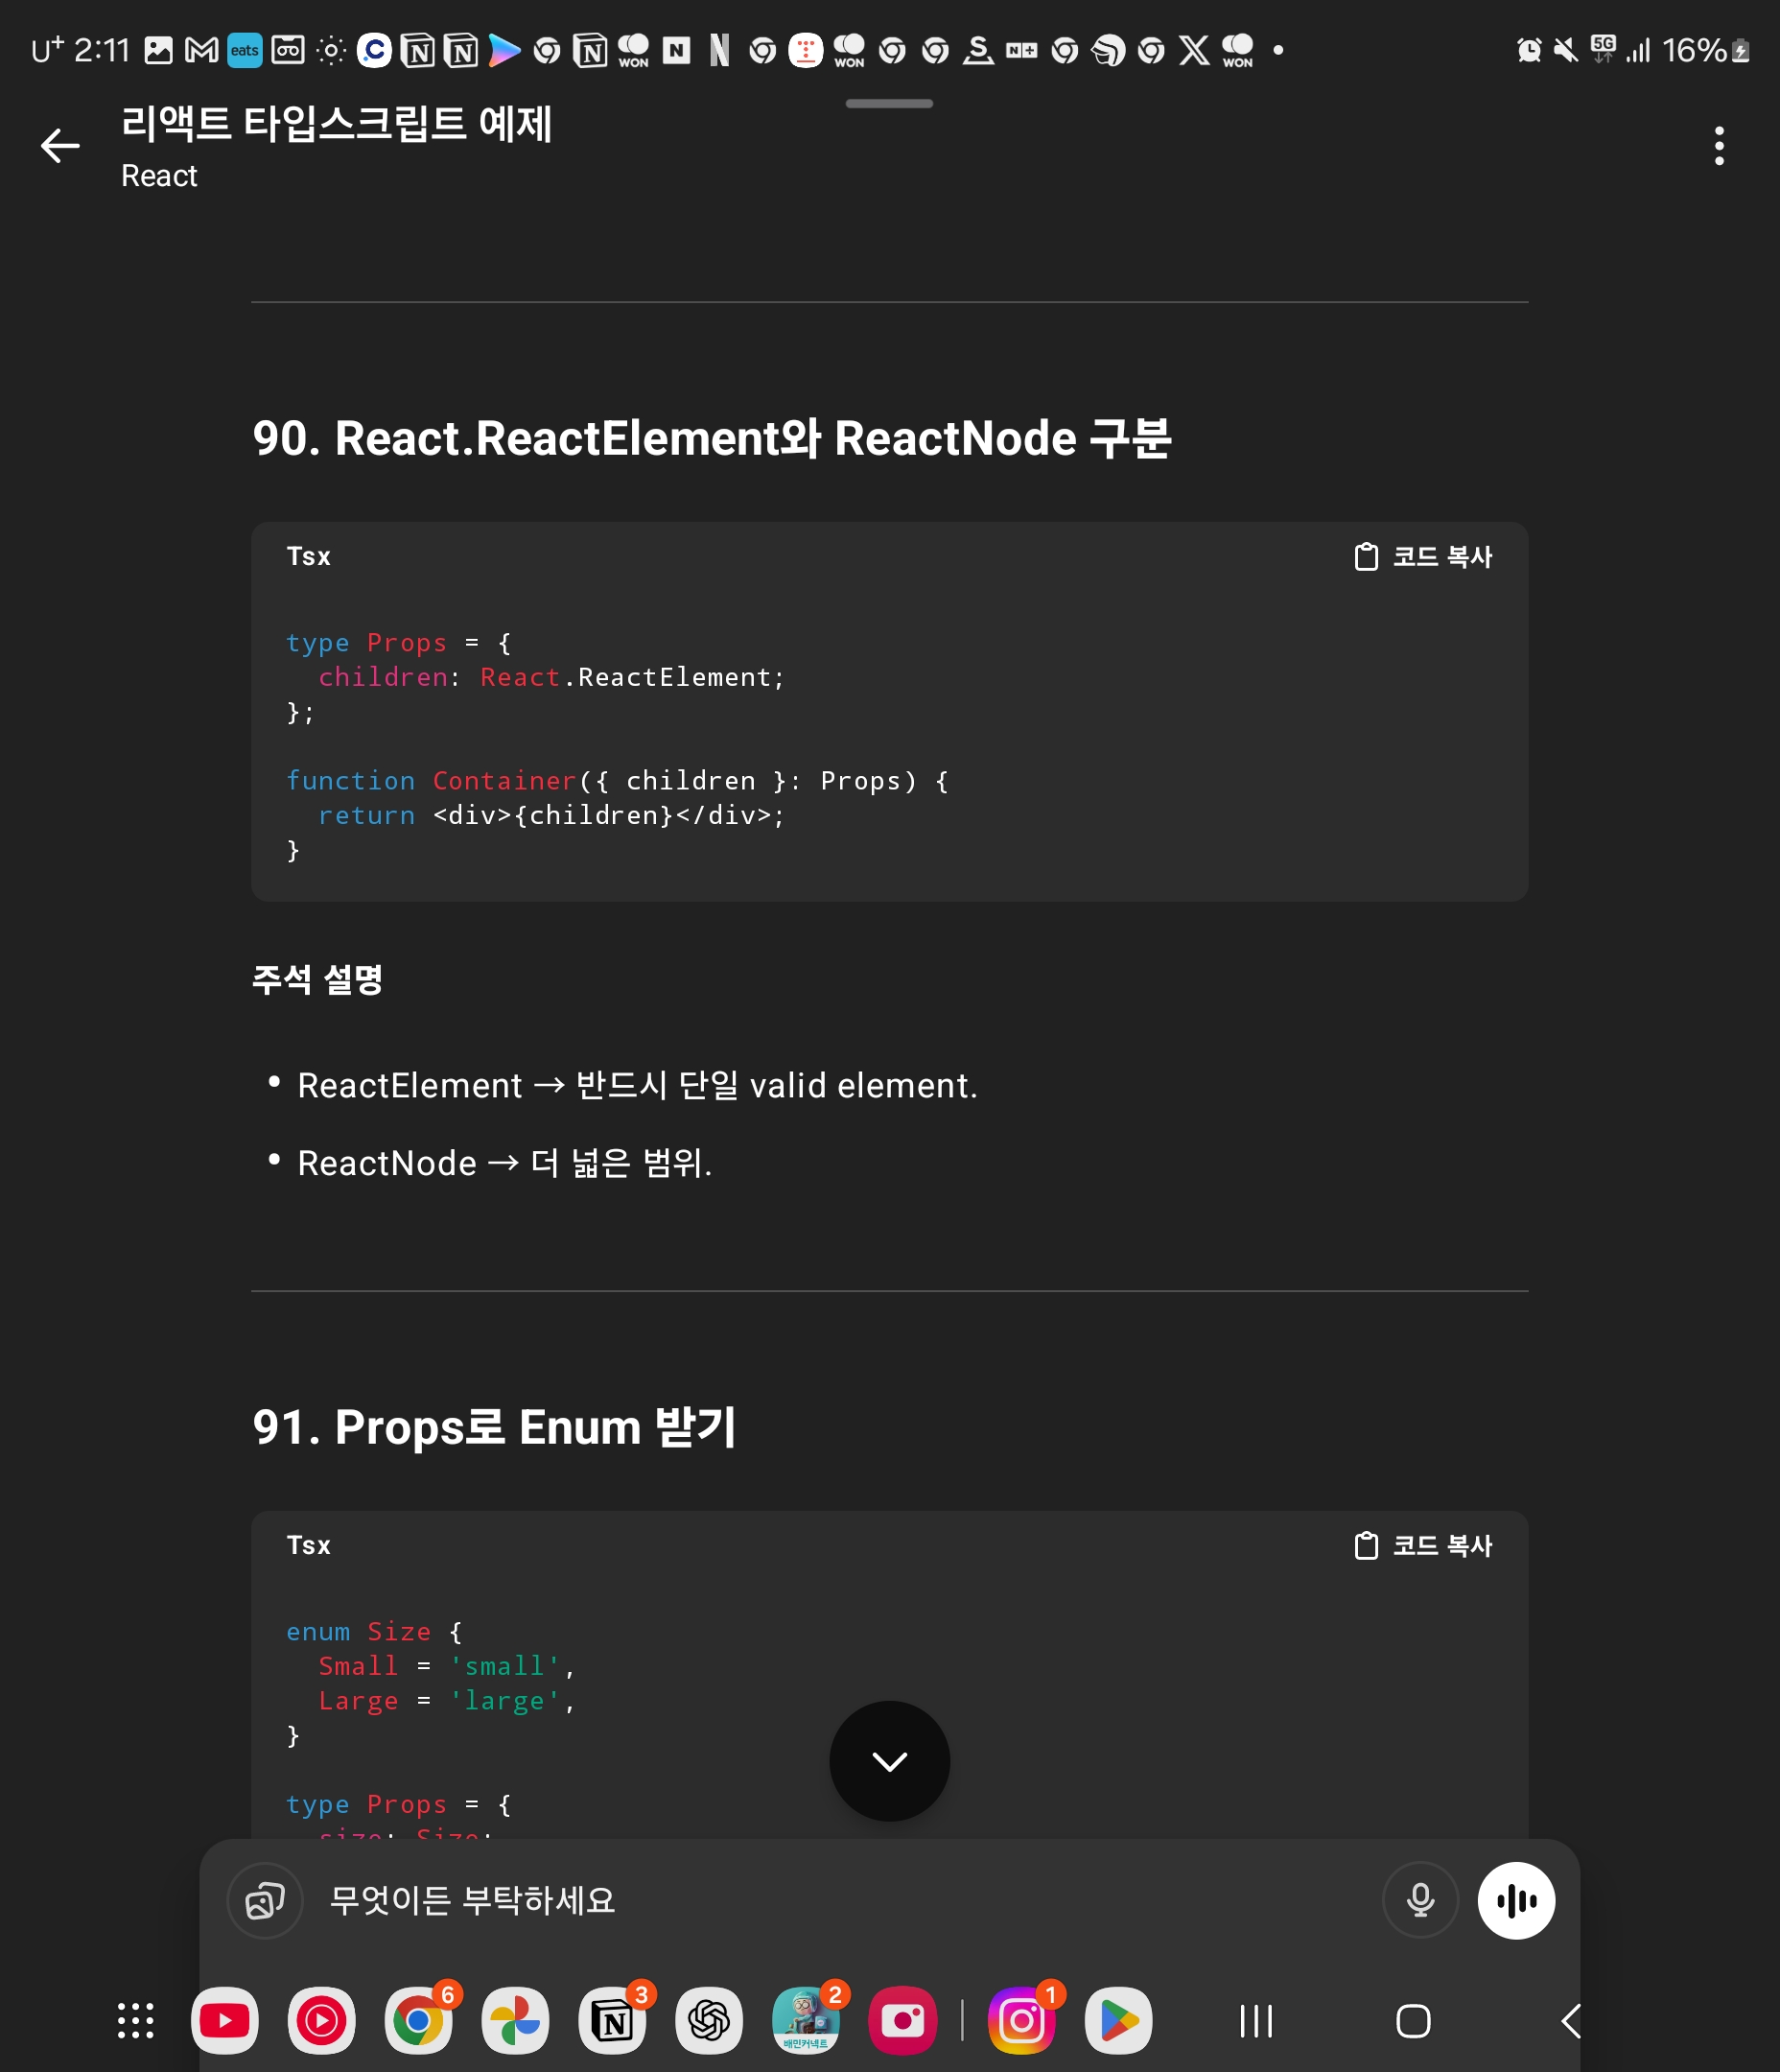 U+ 2:11 eats WON N WON N+ WON 5G 16%
리액트 타입스크립트 예제
React
90. React.ReactElement와 ReactNode 구분
Tsx 코드 복사
type Props = {
  children: React.ReactElement;
};
function Container({ children }: Props) {
  return <div>{children}</div>;
}
주석 설명
• ReactElement → 반드시 단일 valid element.
• ReactNode → 더 넓은 범위.
91. Props로 Enum 받기
Tsx 코드 복사
enum Size {
  Small = 'small',
  Large = 'large',
}
type Props = {
  size: Size;
무엇이든 부탁하세요
6 3 2 1
배민커넥트